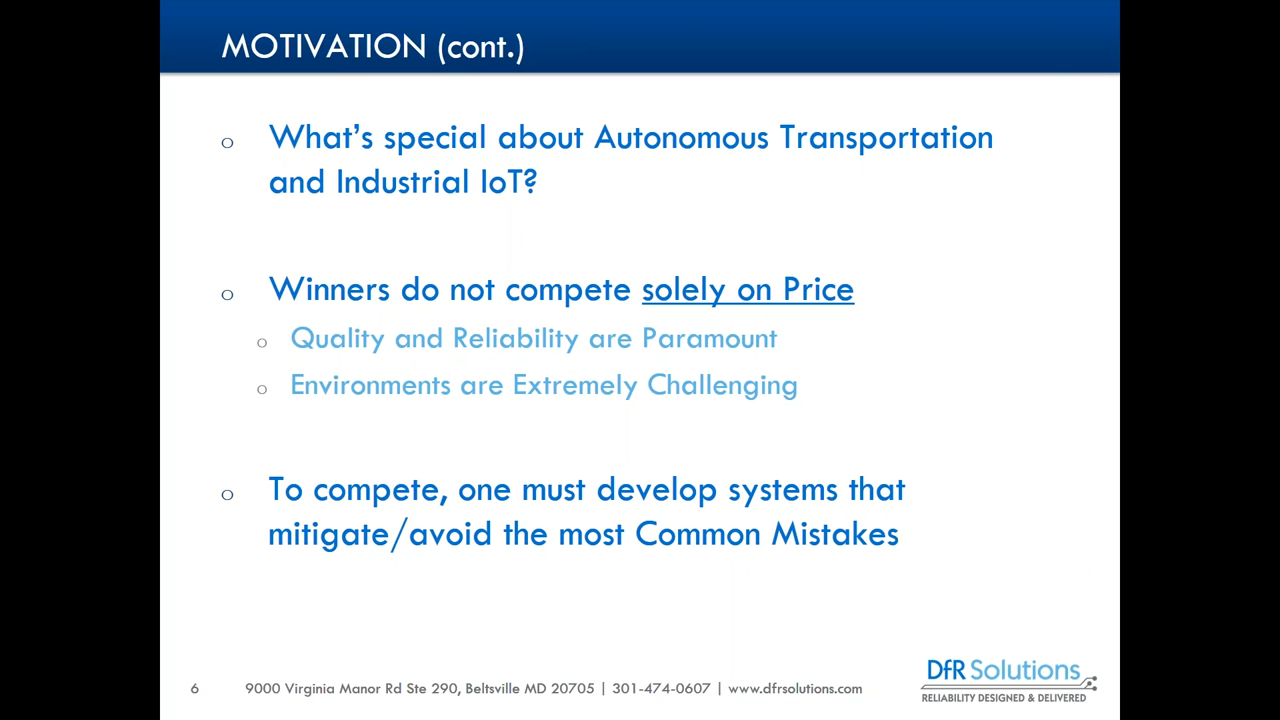 MOTIVATION (cont.)
o What's special about Autonomous Transportation
and Industrial IoT?
o Winners do not compete solely on Price
o Quality and Reliability are Paramount
o Environments are Extremely Challenging
o To compete, one must develop systems that
mitigate/avoid the most Common Mistakes
6 9000 Virginia Manor Rd Ste 290, Beltsville MD 20705 | 301-474-0607 | www.dfrsolutions.com
DfR Solutions
RELIABILITY DESIGNED & DELIVERED